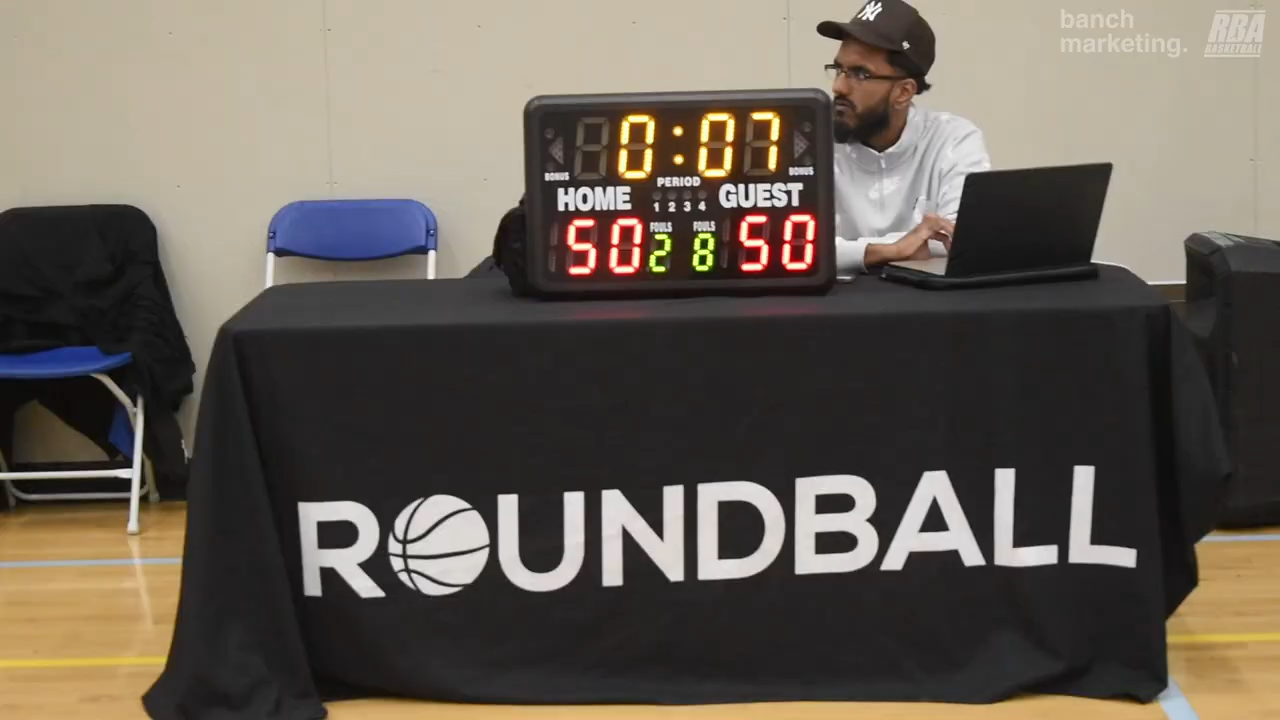 banch
marketing.
RBA
BASKETBALL
NY
0:07
BONUS
BONUS
PERIOD
HOME
GUEST
1 2 3 4
FOULS
FOULS
50
2
8
50
ROUNDBALL